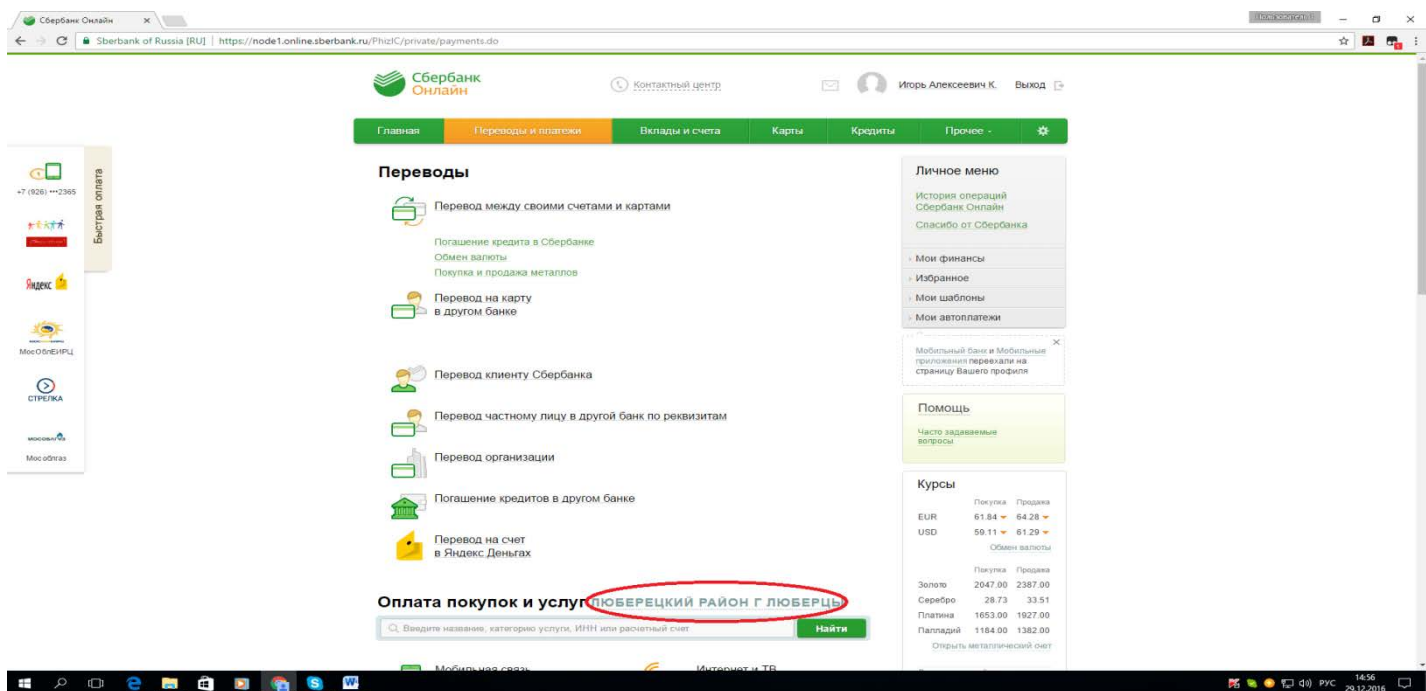 Сбербанк Онлайн
Sberbank of Russia [RU] | https://node1.online.sberbank.ru/PhizIC/private/payments.do
Сбербанк
Онлайн
Контактный центр
Игорь Алексеевич К.
Выход
Главная
Переводы и платежи
Вклады и счета
Карты
Кредиты
Прочее
Быстрая оплата
+7 (926) •••2365
Яндекс
МосОблЕИРЦ
СТРЕЛКА
МОСОБЛГАЗ
Мособлгаз
Переводы
Перевод между своими счетами и картами
Погашение кредита в Сбербанке
Обмен валюты
Покупка и продажа металлов
Перевод на карту
в другом банке
Перевод клиенту Сбербанка
Перевод частному лицу в другой банк по реквизитам
Перевод организации
Погашение кредитов в другом банке
Перевод на счет
в Яндекс.Деньгах
Оплата покупок и услуг ЛЮБЕРЕЦКИЙ РАЙОН Г ЛЮБЕРЦЫ
Введите название, категорию услуги, ИНН или расчетный счет
Найти
Мобильная связь
Интернет и ТВ
Личное меню
История операций
Сбербанк Онлайн
Спасибо от Сбербанка
Мои финансы
Избранное
Мои шаблоны
Мои автоплатежи
Мобильный банк и Мобильные
приложения переехали на
страницу Вашего профиля
Помощь
Часто задаваемые
вопросы
Курсы
Покупка Продажа
EUR 61.84 64.28
USD 59.11 61.29
Обмен валюты
Покупка Продажа
Золото 2047.00 2387.00
Серебро 28.73 33.51
Платина 1653.00 1927.00
Палладий 1184.00 1382.00
Открыть металлический счет
РУС
14:56
29.12.2016